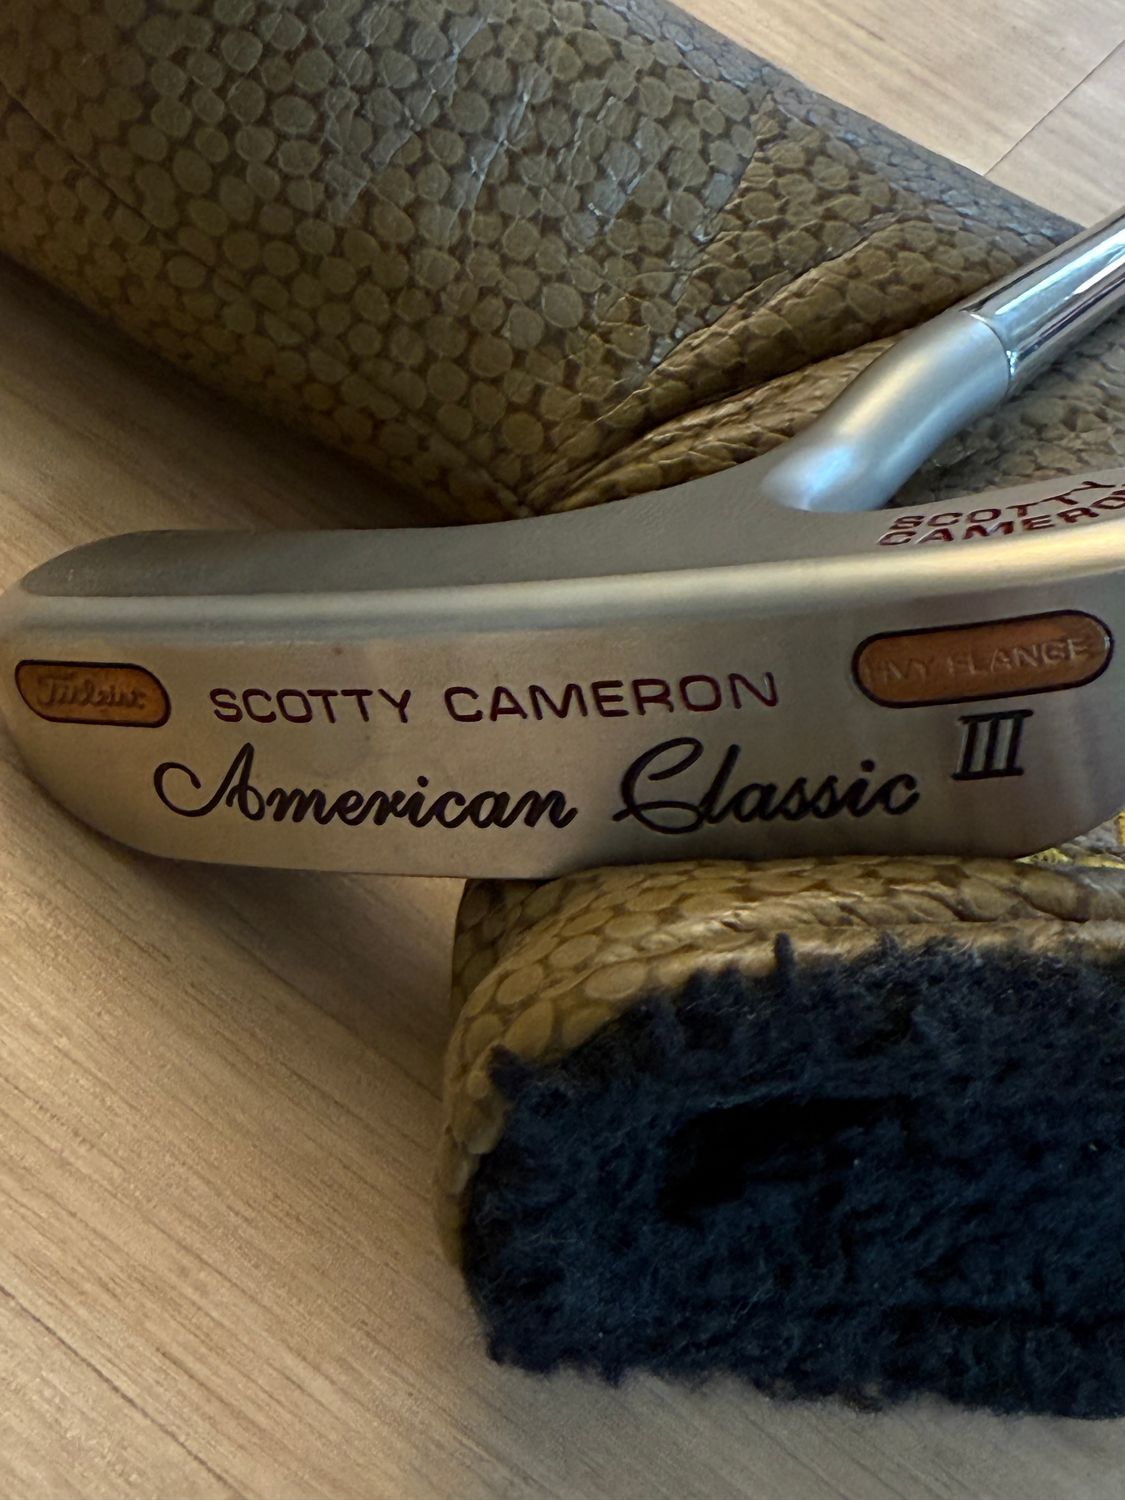 SCOTTY
CAMERON
Titleist
SCOTTY CAMERON
HVY FLANGE
American Classic III